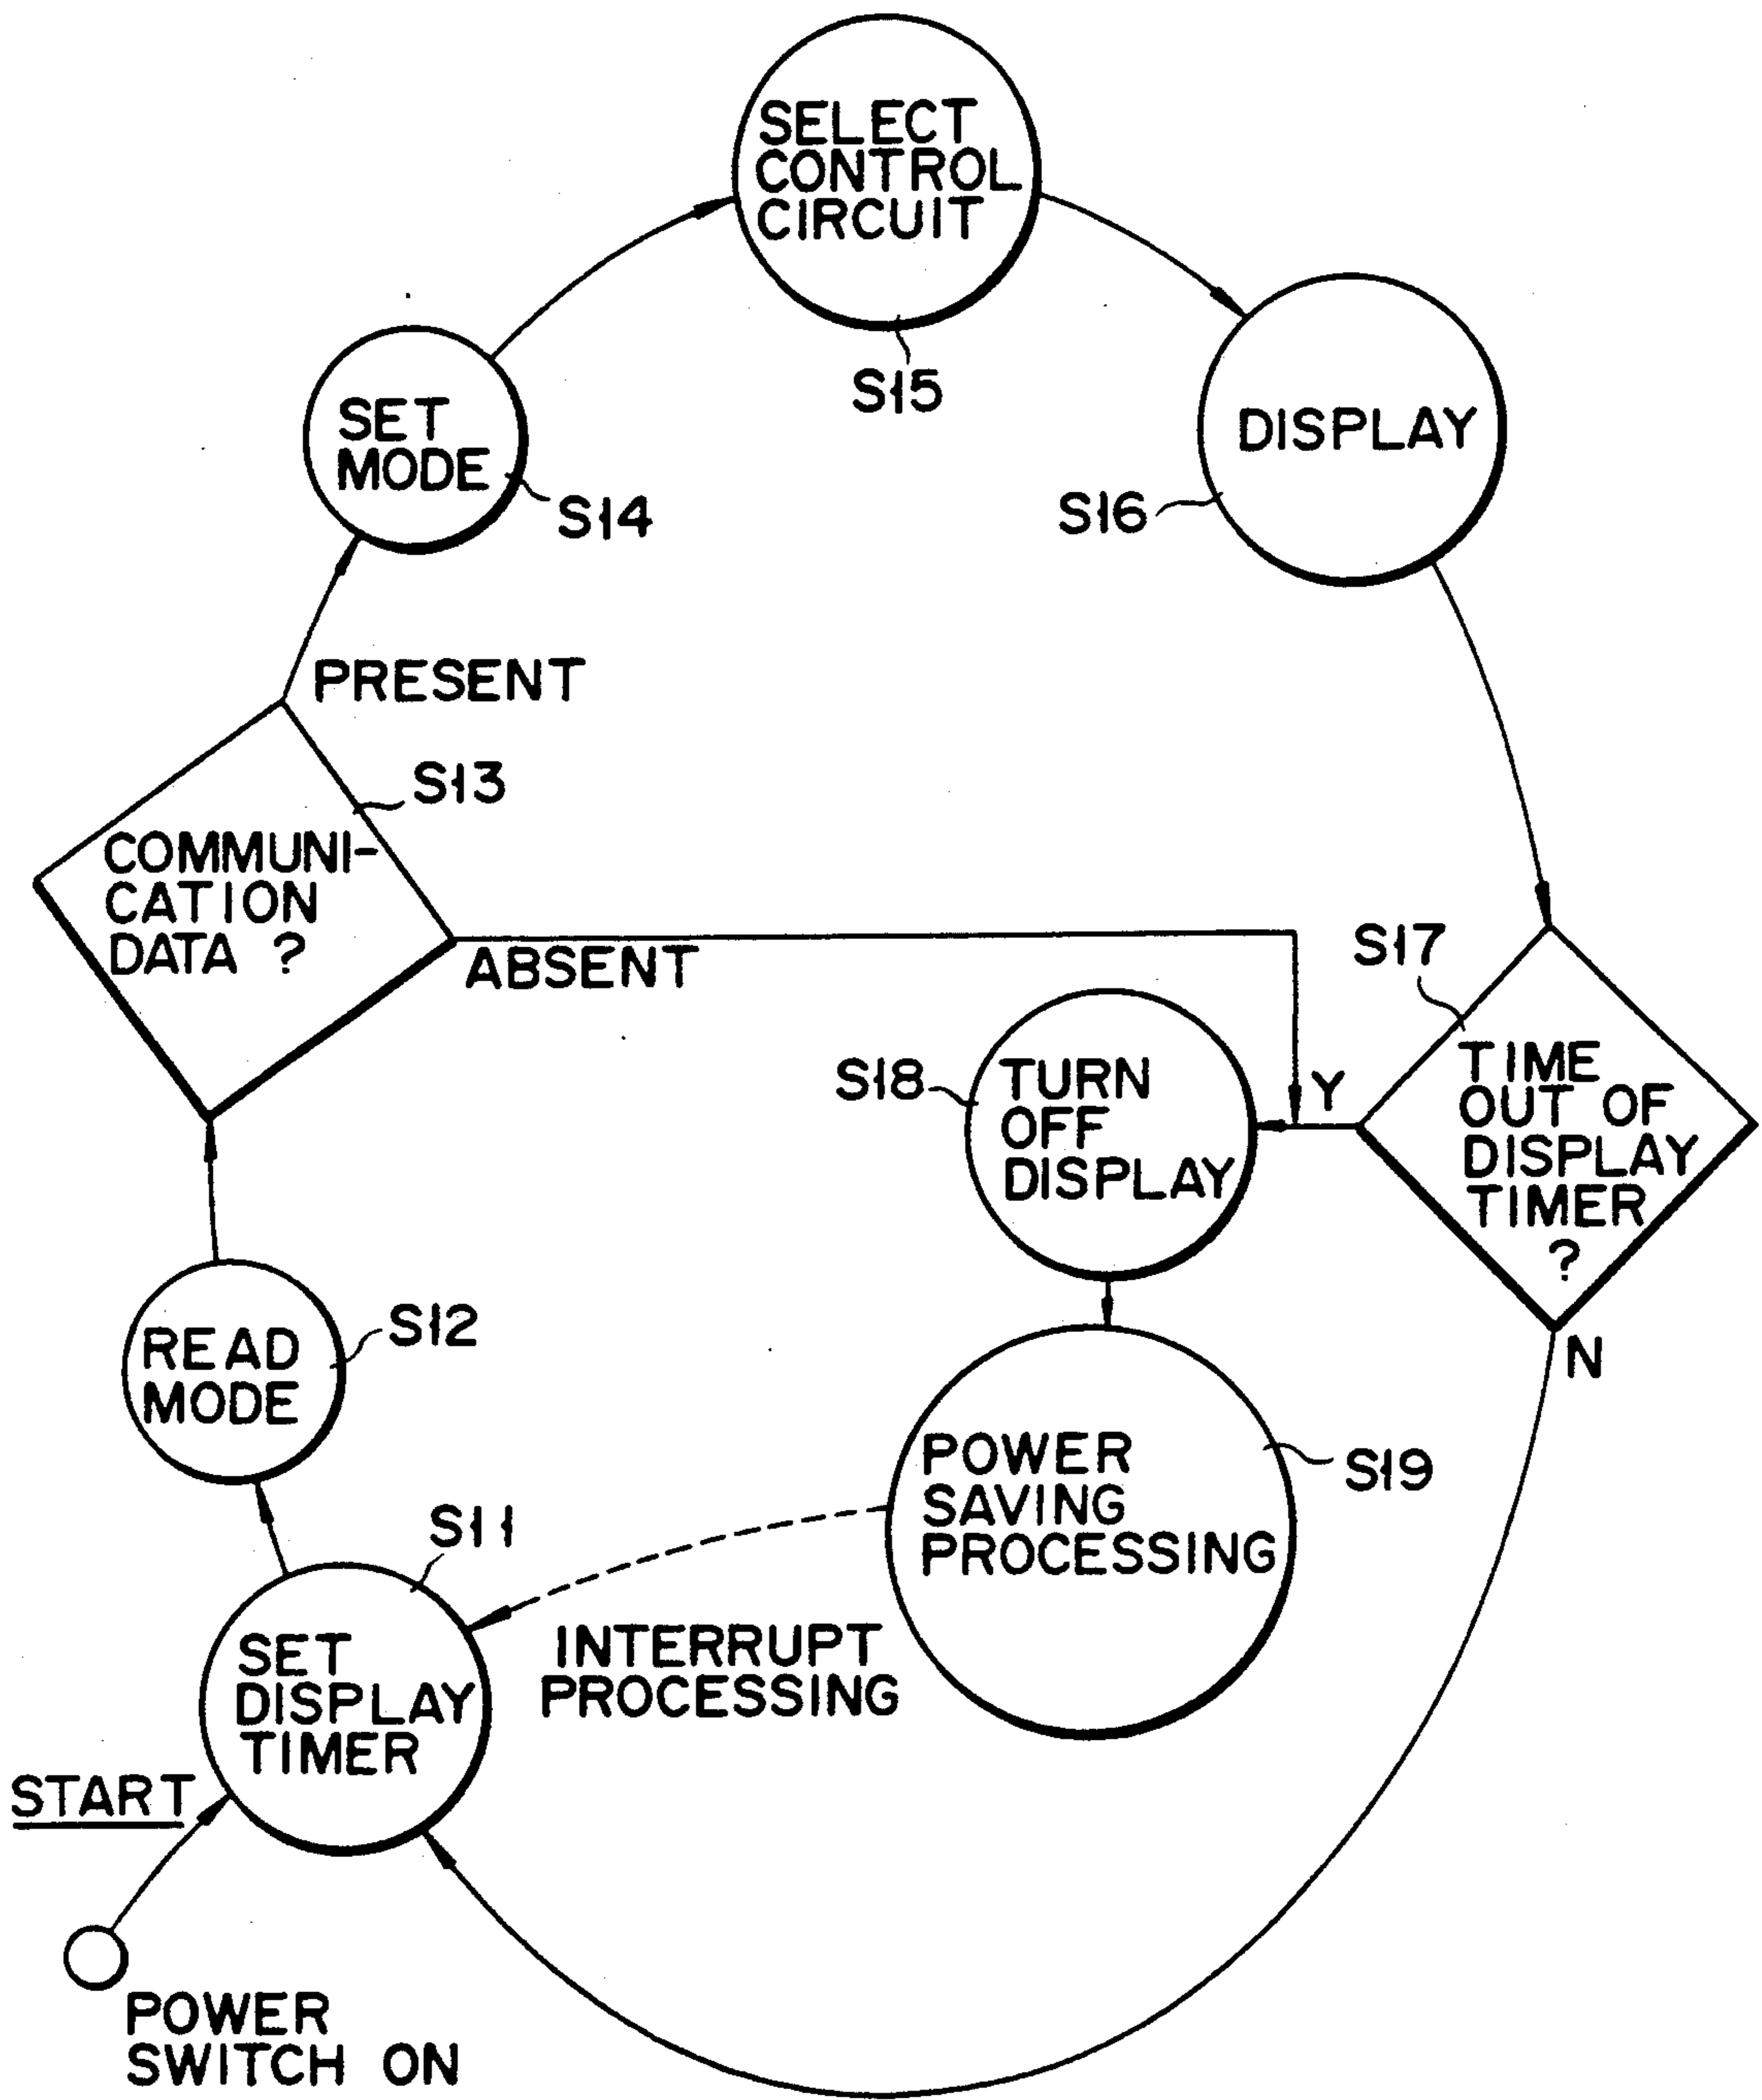 SELECT
CONTROL
CIRCUIT
S15
SET
MODE
S14
DISPLAY
S16
PRESENT
S13
COMMUNI-
CATION
DATA ?
ABSENT
S17
TIME
OUT OF
DISPLAY
TIMER
?
Y
N
S18
TURN
OFF
DISPLAY
READ
MODE
S12
POWER
SAVING
PROCESSING
S19
S11
SET
DISPLAY
TIMER
INTERRUPT
PROCESSING
START
POWER
SWITCH ON